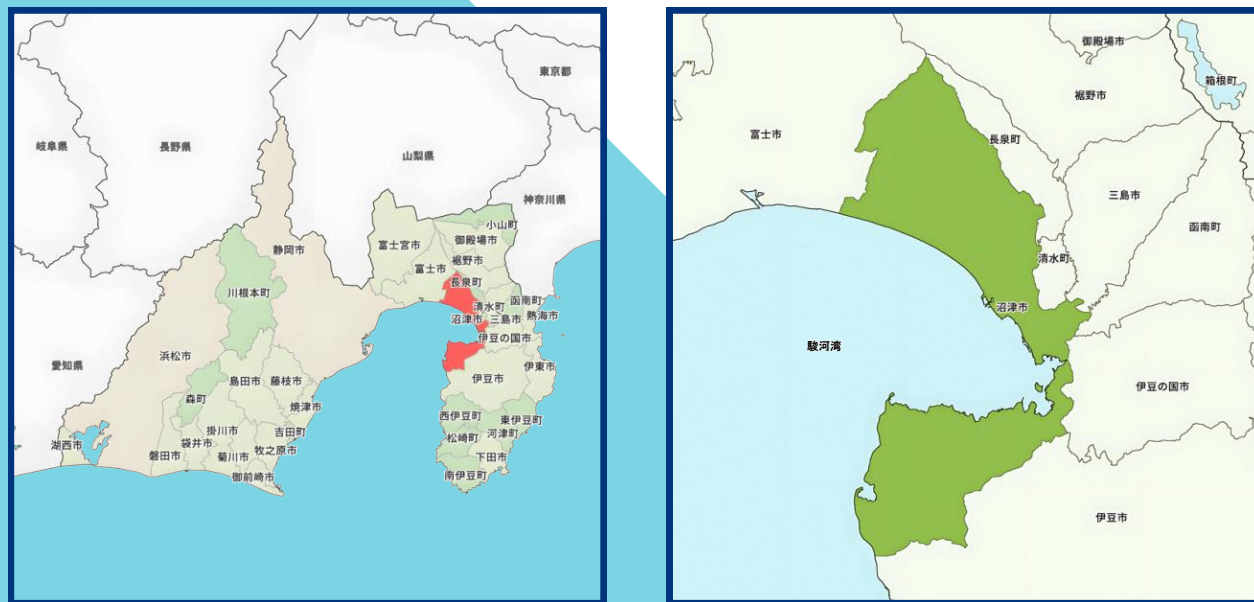 東京都
岐阜県
長野県
山梨県
神奈川県
小山町
静岡市
富士宮市
御殿場市
裾野市
富士市
長泉町
川根本町
清水町
函南町
沼津市
三島市
熱海市
伊豆の国市
浜松市
愛知県
伊東市
島田市
藤枝市
伊豆市
森町
焼津市
西伊豆町
東伊豆町
掛川市
吉田町
河津町
湖西市
袋井市
松崎町
磐田市
菊川市
牧之原市
下田市
御前崎市
南伊豆町
御殿場市
箱根町
裾野市
富士市
長泉町
三島市
函南町
清水町
沼津市
駿河湾
伊豆の国市
伊豆市